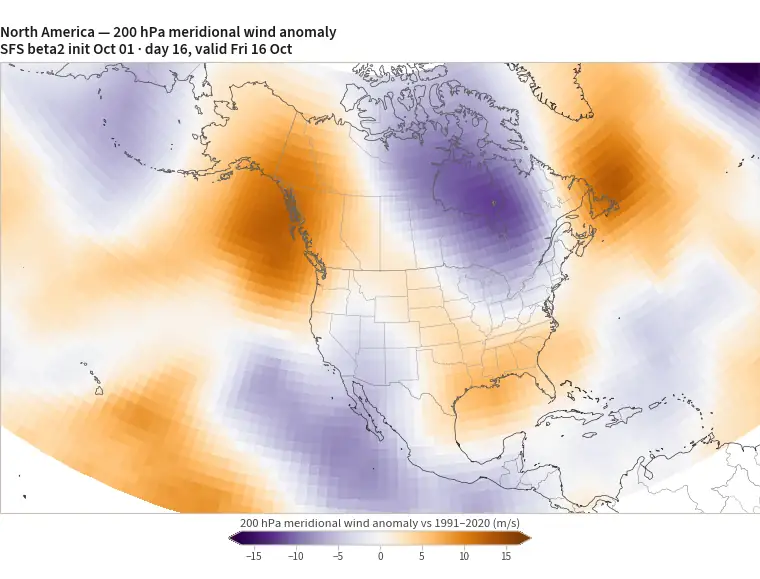 North America — 200 hPa meridional wind anomaly
SFS beta2 init Oct 01 · day 16, valid Fri 16 Oct
200 hPa meridional wind anomaly vs 1991–2020 (m/s)
−15 −10 −5 0 5 10 15